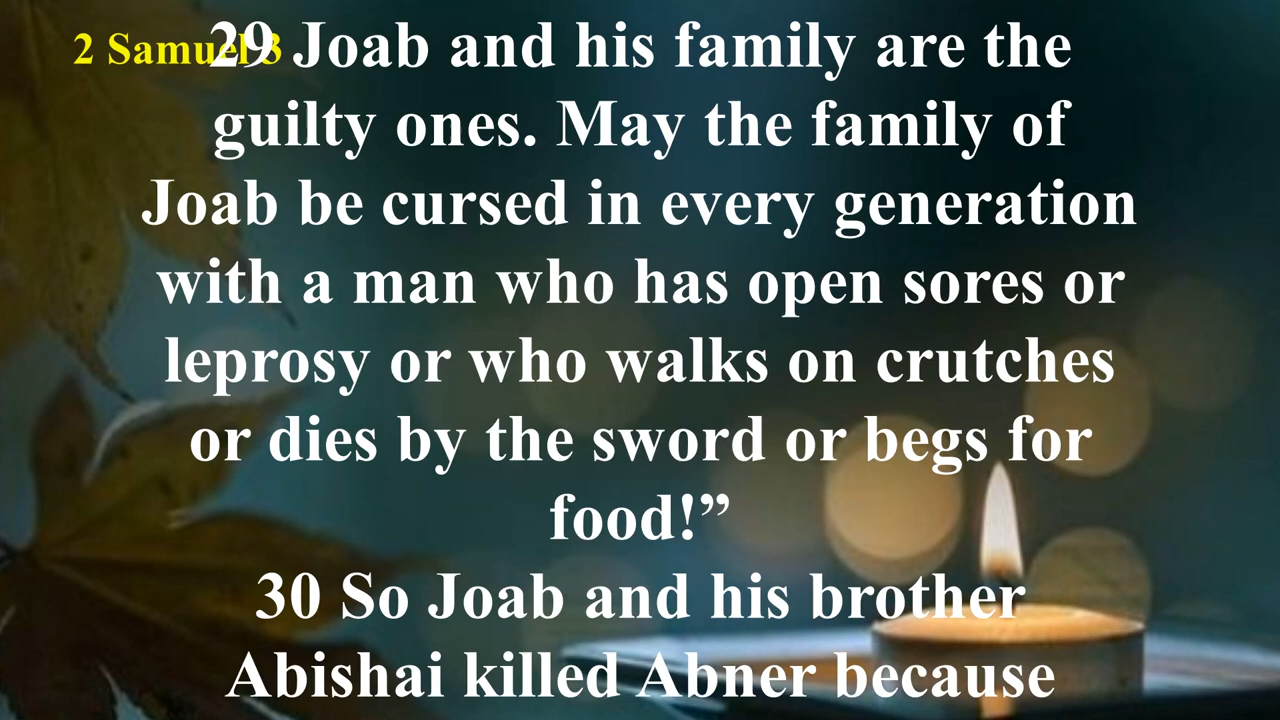 2 Samuel 3
29 Joab and his family are the
guilty ones. May the family of
Joab be cursed in every generation
with a man who has open sores or
leprosy or who walks on crutches
or dies by the sword or begs for
food!”
30 So Joab and his brother
Abishai killed Abner because